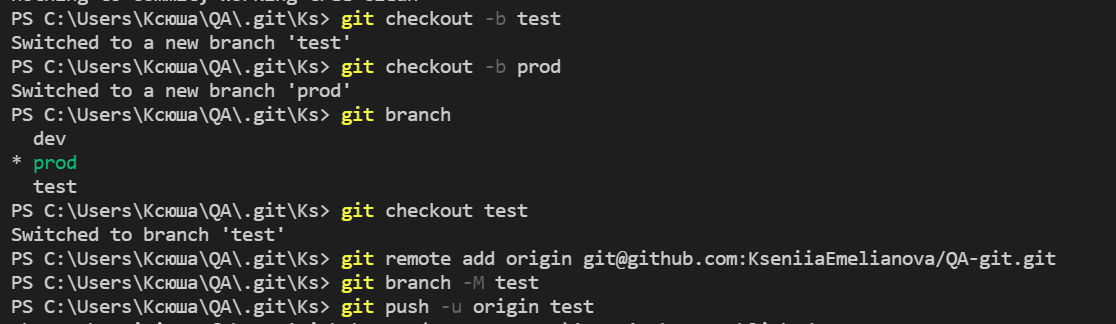 PS C:\Users\Ксюша\QA\.git\Ks> git checkout -b test
Switched to a new branch 'test'
PS C:\Users\Ксюша\QA\.git\Ks> git checkout -b prod
Switched to a new branch 'prod'
PS C:\Users\Ксюша\QA\.git\Ks> git branch
  dev
* prod
  test
PS C:\Users\Ксюша\QA\.git\Ks> git checkout test
Switched to branch 'test'
PS C:\Users\Ксюша\QA\.git\Ks> git remote add origin git@github.com:KseniiaEmelianova/QA-git.git
PS C:\Users\Ксюша\QA\.git\Ks> git branch -M test
PS C:\Users\Ксюша\QA\.git\Ks> git push -u origin test